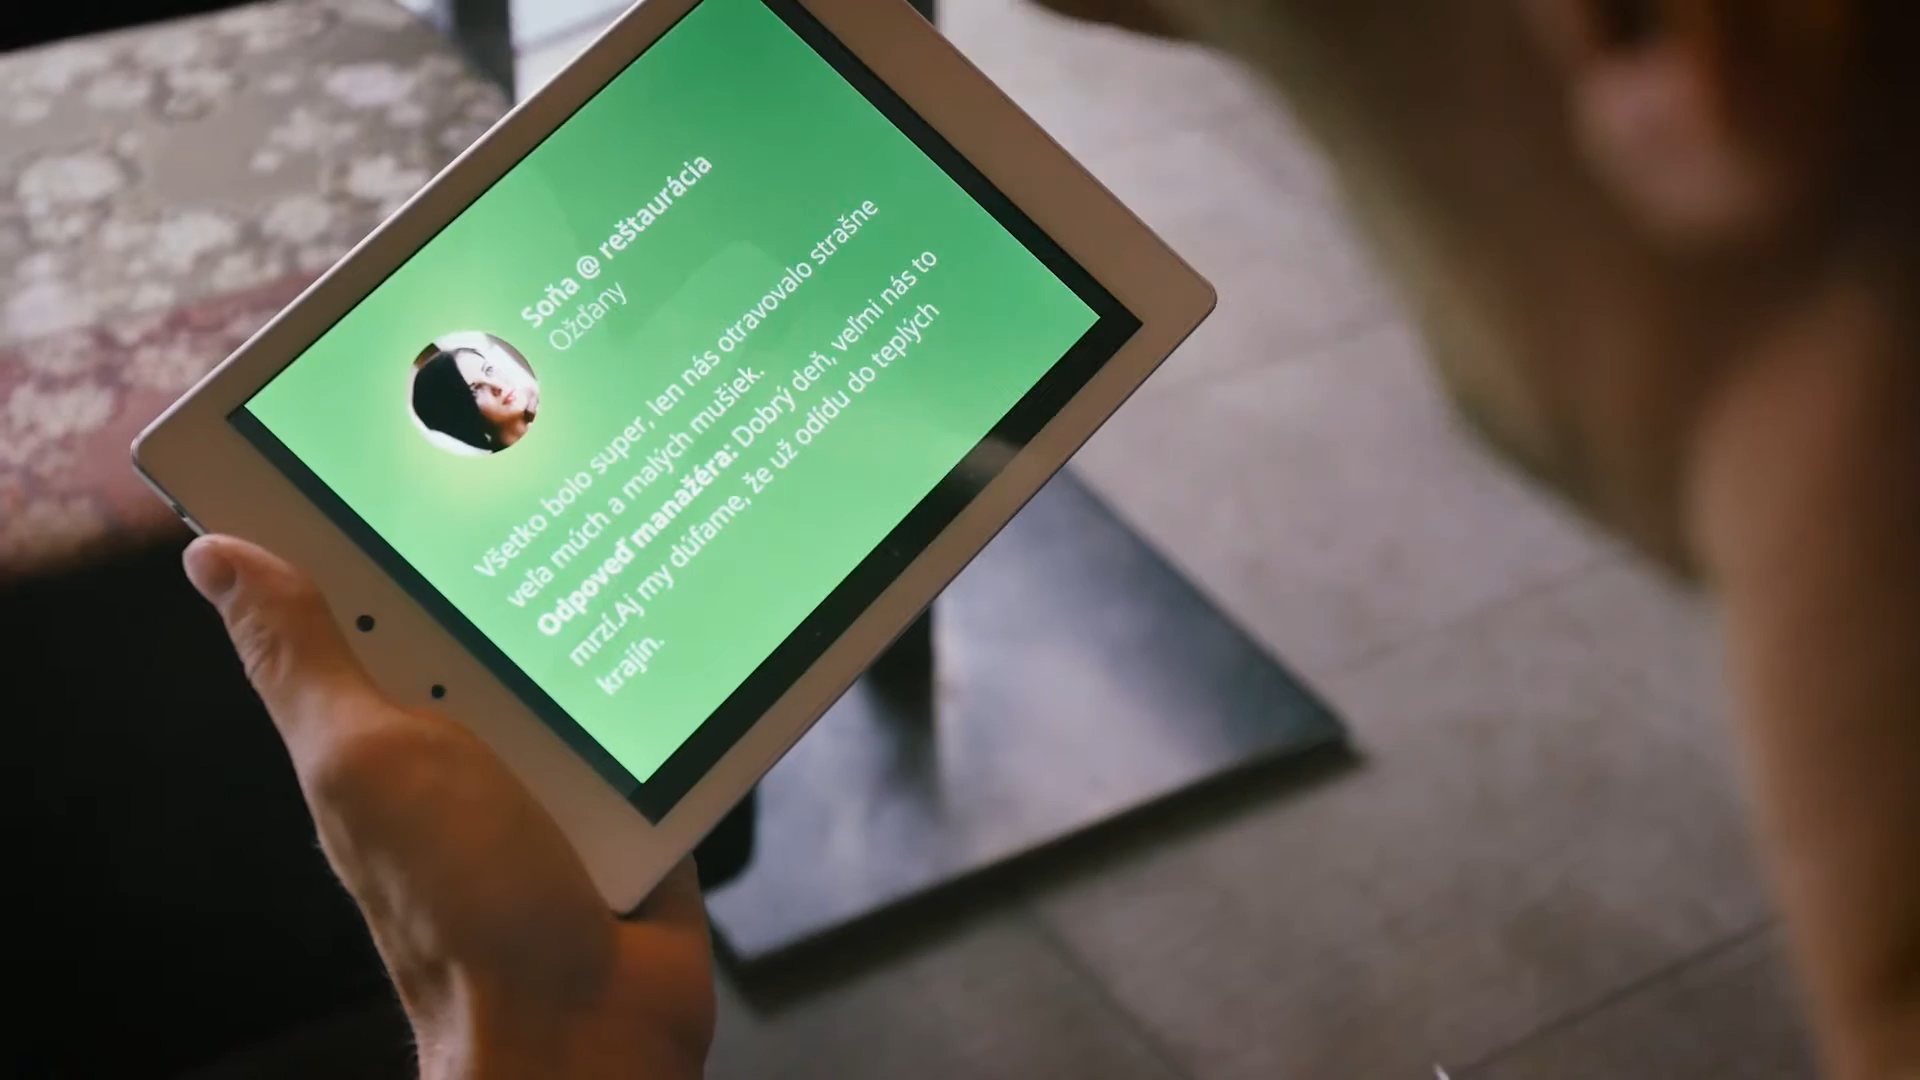 Soňa @ reštaurácia
Ožďany
Všetko bolo super, len nás otravovalo strašne
veľa múch a malých mušiek.
Odpoveď manažéra: Dobrý deň, veľmi nás to
mrzí.Aj my dúfame, že už odídu do teplých
krajín.